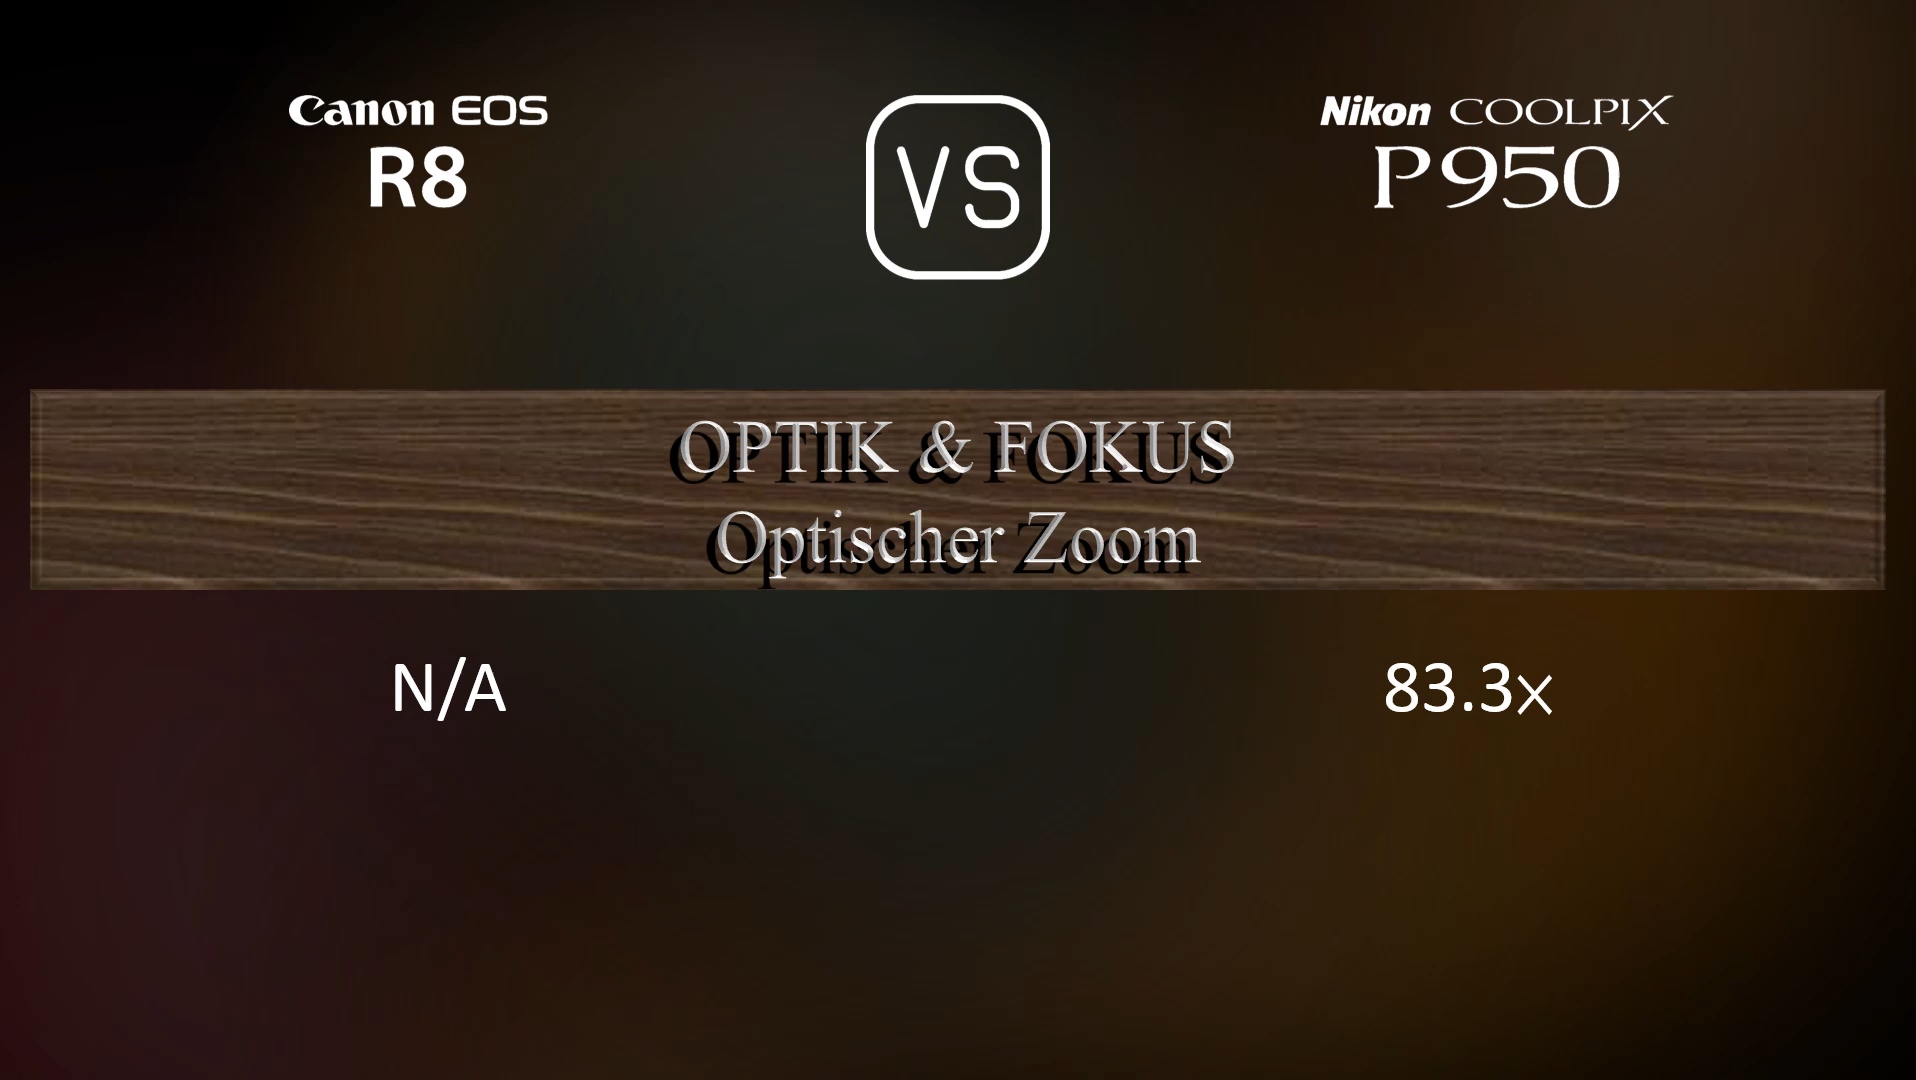 Canon EOS
R8
VS
Nikon COOLPIX
P950
OPTIK & FOKUS
Optischer Zoom
N/A
83.3x